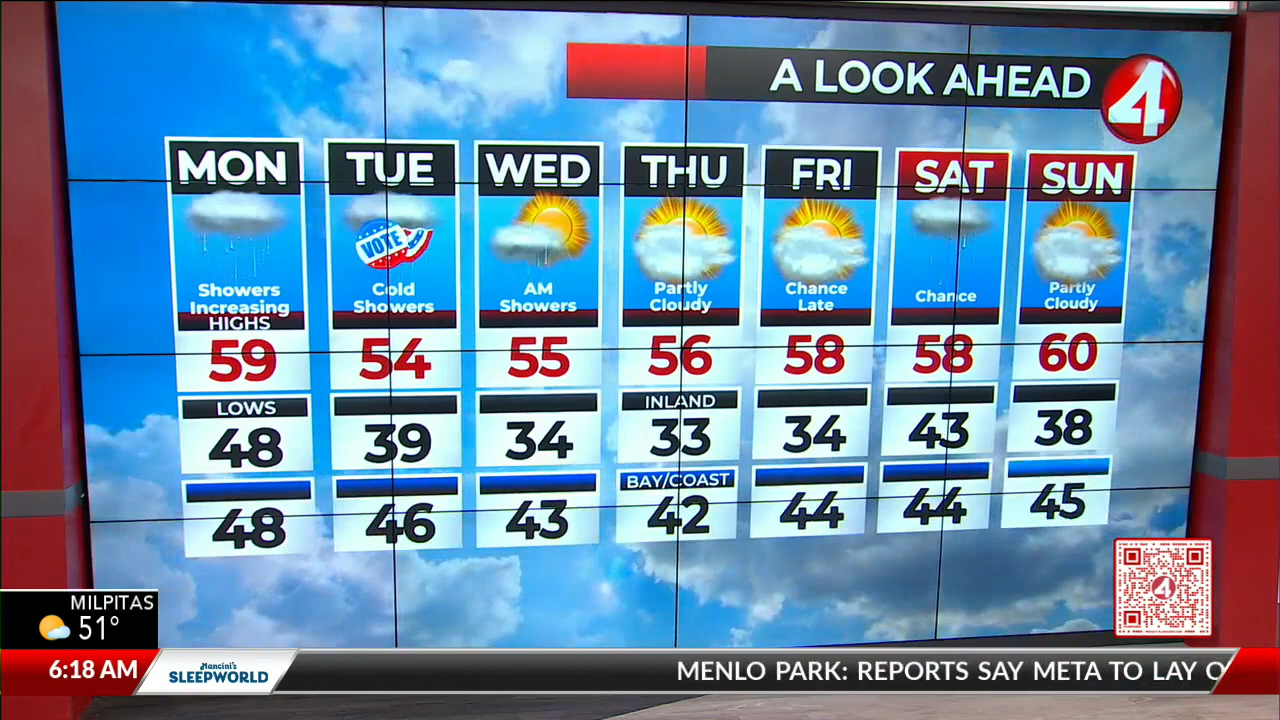 A LOOK AHEAD
4
MON TUE WED THU FRI SAT SUN
VOTE
Showers Increasing
Cold Showers
AM Showers
Partly Cloudy
Chance Late
Chance
Partly Cloudy
HIGHS
59 54 55 56 58 58 60
LOWS
INLAND
48 39 34 33 34 43 38
BAY/COAST
48 46 43 42 44 44 45
4
MILPITAS
51°
6:18 AM
Mancini's
SLEEPWORLD
MENLO PARK: REPORTS SAY META TO LAY O